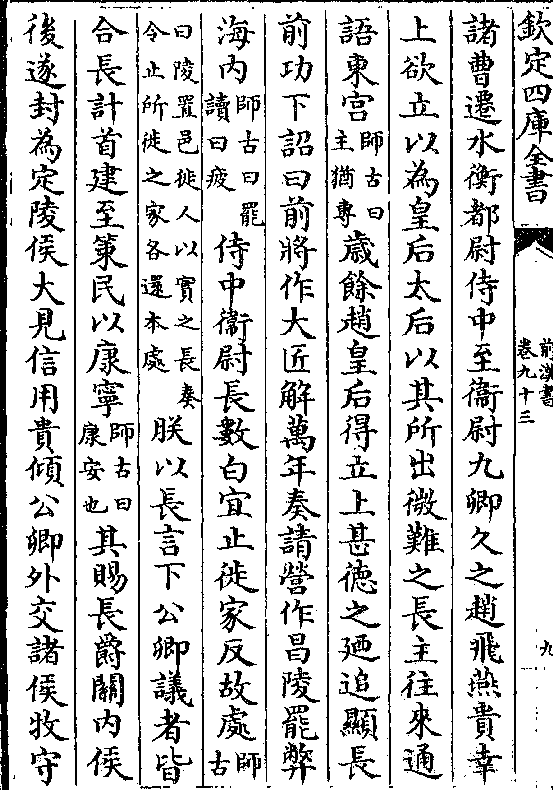 欽定四庫全書
前漢書
卷九十三
九
諸曹遷水衡都尉侍中至衞尉九卿久之趙飛燕貴幸
上欲立以為皇后太后以其所出微難之長主往來通
語東宮師古曰主猶専歳餘趙皇后得立上甚徳之廼追顯長
前功下詔曰前將作大匠解萬年奏請營作昌陵罷弊
海内師古曰罷讀曰疲侍中衞尉長數白宜止徙家反故處師古
曰陵置邑徙人以實之長奏令止所徙之家各還本處朕以長言下公卿議者皆
合長計首建至策民以康寧師古曰康安也其賜長爵關内侯
後遂封為定陵侯大見信用貴傾公卿外交諸侯牧守